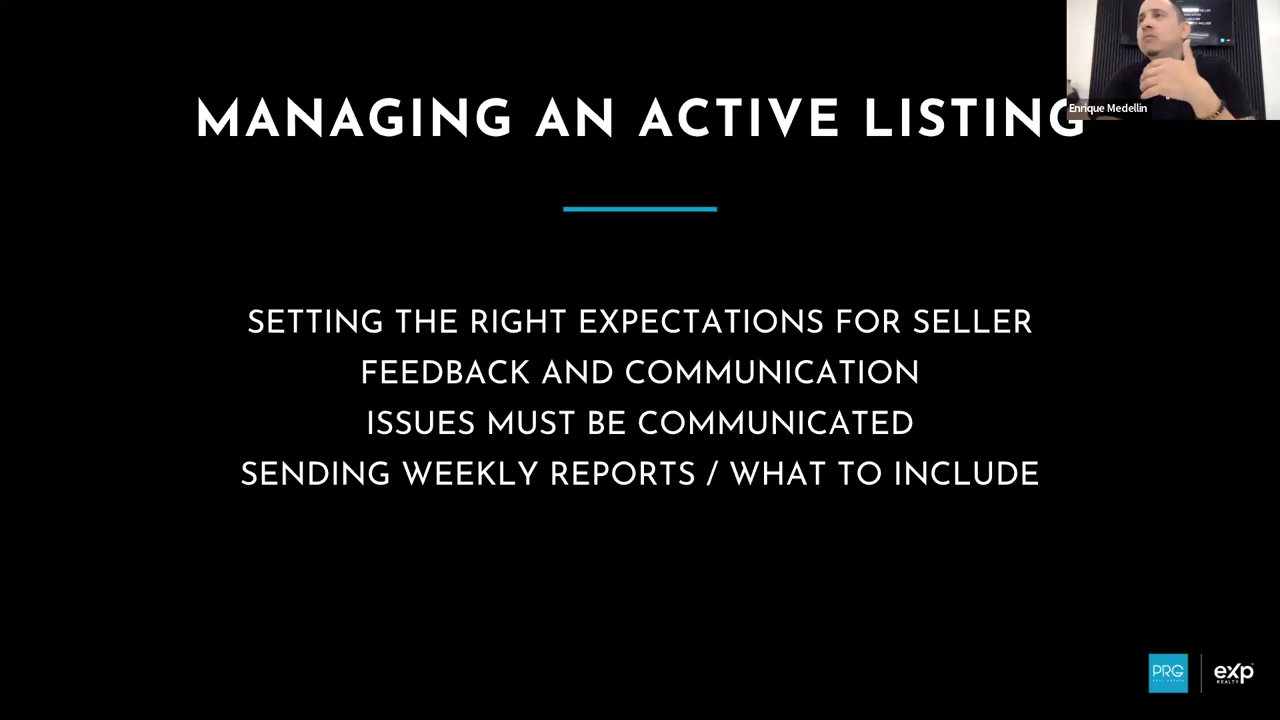 MANAGING AN ACTIVE LISTING
Enrique Medellin
SETTING THE RIGHT EXPECTATIONS FOR SELLER
FEEDBACK AND COMMUNICATION
ISSUES MUST BE COMMUNICATED
SENDING WEEKLY REPORTS / WHAT TO INCLUDE
PRG
eXp
REALTY